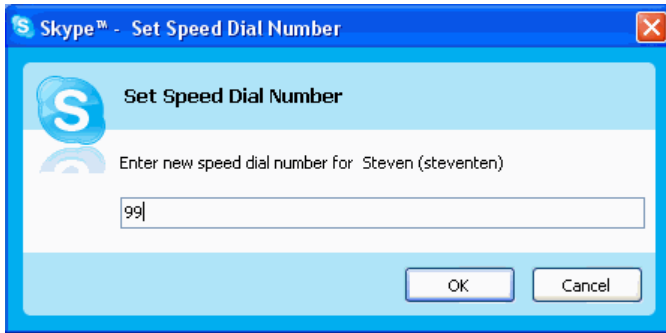 Skype™ - Set Speed Dial Number
Set Speed Dial Number
Enter new speed dial number for Steven (steventen)
99
OK Cancel